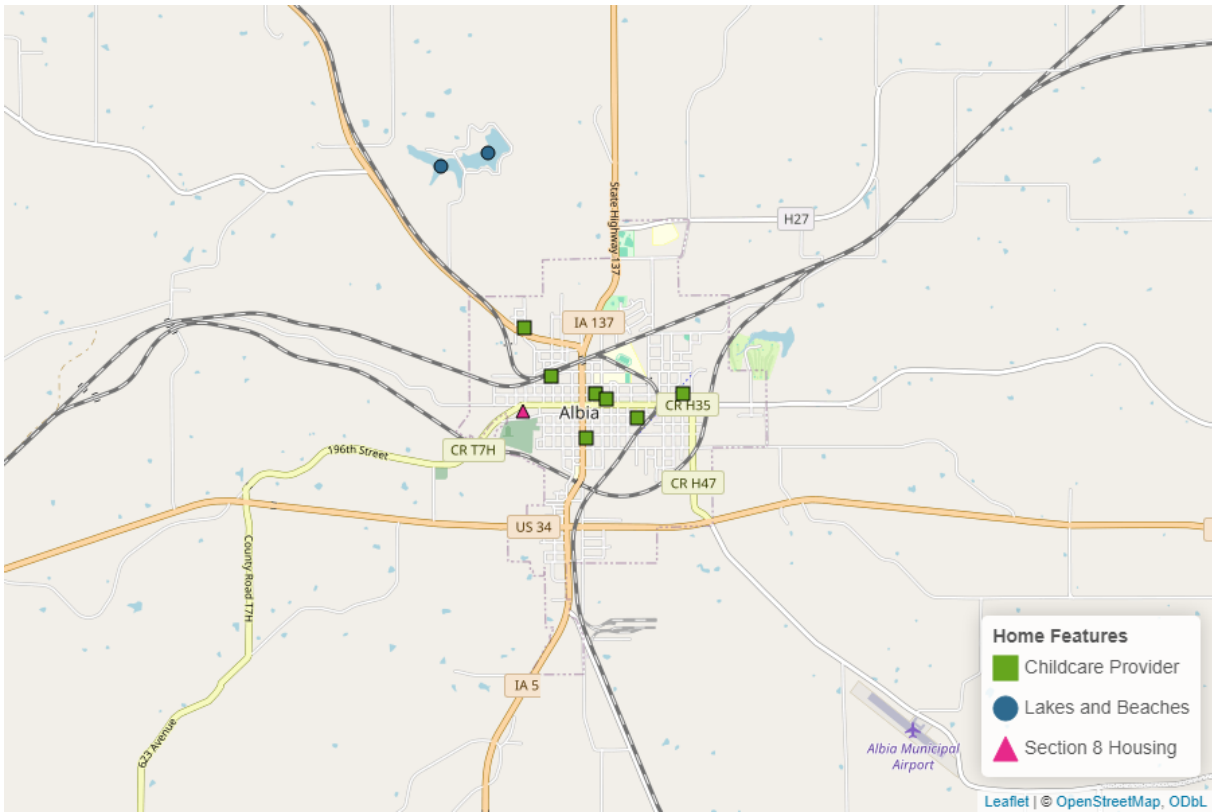 State Highway 137
H27
IA 137
Albia
CR H35
196th Street
CR T7H
CR H47
US 34
County Road T7H
IA 5
623 Avenue
Albia Municipal
Airport
Home Features
Childcare Provider
Lakes and Beaches
Section 8 Housing
Leaflet | © OpenStreetMap, ODbL